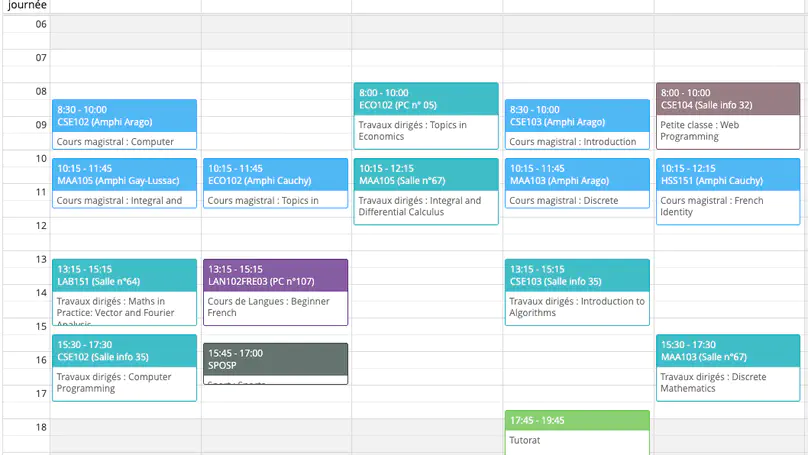 journée
06
07
08
09
10
11
12
13
14
15
16
17
18
8:30 - 10:00
CSE102 (Amphi Arago)
Cours magistral : Computer
10:15 - 11:45
MAA105 (Amphi Gay-Lussac)
Cours magistral : Integral and
13:15 - 15:15
LAB151 (Salle n°64)
Travaux dirigés : Maths in
Practice: Vector and Fourier
Analysis
15:30 - 17:30
CSE102 (Salle info 35)
Travaux dirigés : Computer
Programming
10:15 - 11:45
ECO102 (Amphi Cauchy)
Cours magistral : Topics in
13:15 - 15:15
LAN102FRE03 (PC n°107)
Cours de Langues : Beginner
French
15:45 - 17:00
SPOSP
Sport : Sports
8:00 - 10:00
ECO102 (PC n° 05)
Travaux dirigés : Topics in
Economics
10:15 - 12:15
MAA105 (Salle n°67)
Travaux dirigés : Integral and
Differential Calculus
8:30 - 10:00
CSE103 (Amphi Arago)
Cours magistral : Introduction
10:15 - 11:45
MAA103 (Amphi Arago)
Cours magistral : Discrete
13:15 - 15:15
CSE103 (Salle info 35)
Travaux dirigés : Introduction to
Algorithms
17:45 - 19:45
Tutorat
8:00 - 10:00
CSE104 (Salle info 32)
Petite classe : Web
Programming
10:15 - 12:15
HSS151 (Amphi Cauchy)
Cours magistral : French
Identity
15:30 - 17:30
MAA103 (Salle n°67)
Travaux dirigés : Discrete
Mathematics